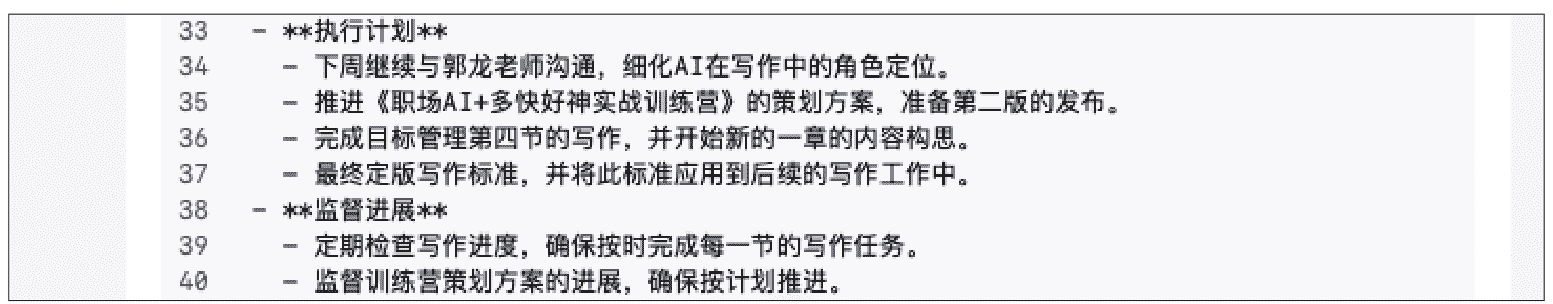 33 - **执行计划**
34 - 下周继续与郭龙老师沟通，细化AI在写作中的角色定位。
35 - 推进《职场AI+多快好神实战训练营》的策划方案，准备第二版的发布。
36 - 完成目标管理第四节的写作，并开始新的一章的内容构思。
37 - 最终定版写作标准，并将此标准应用到后续的写作工作中。
38 - **监督进展**
39 - 定期检查写作进度，确保按时完成每一节的写作任务。
40 - 监督训练营策划方案的进展，确保按计划推进。